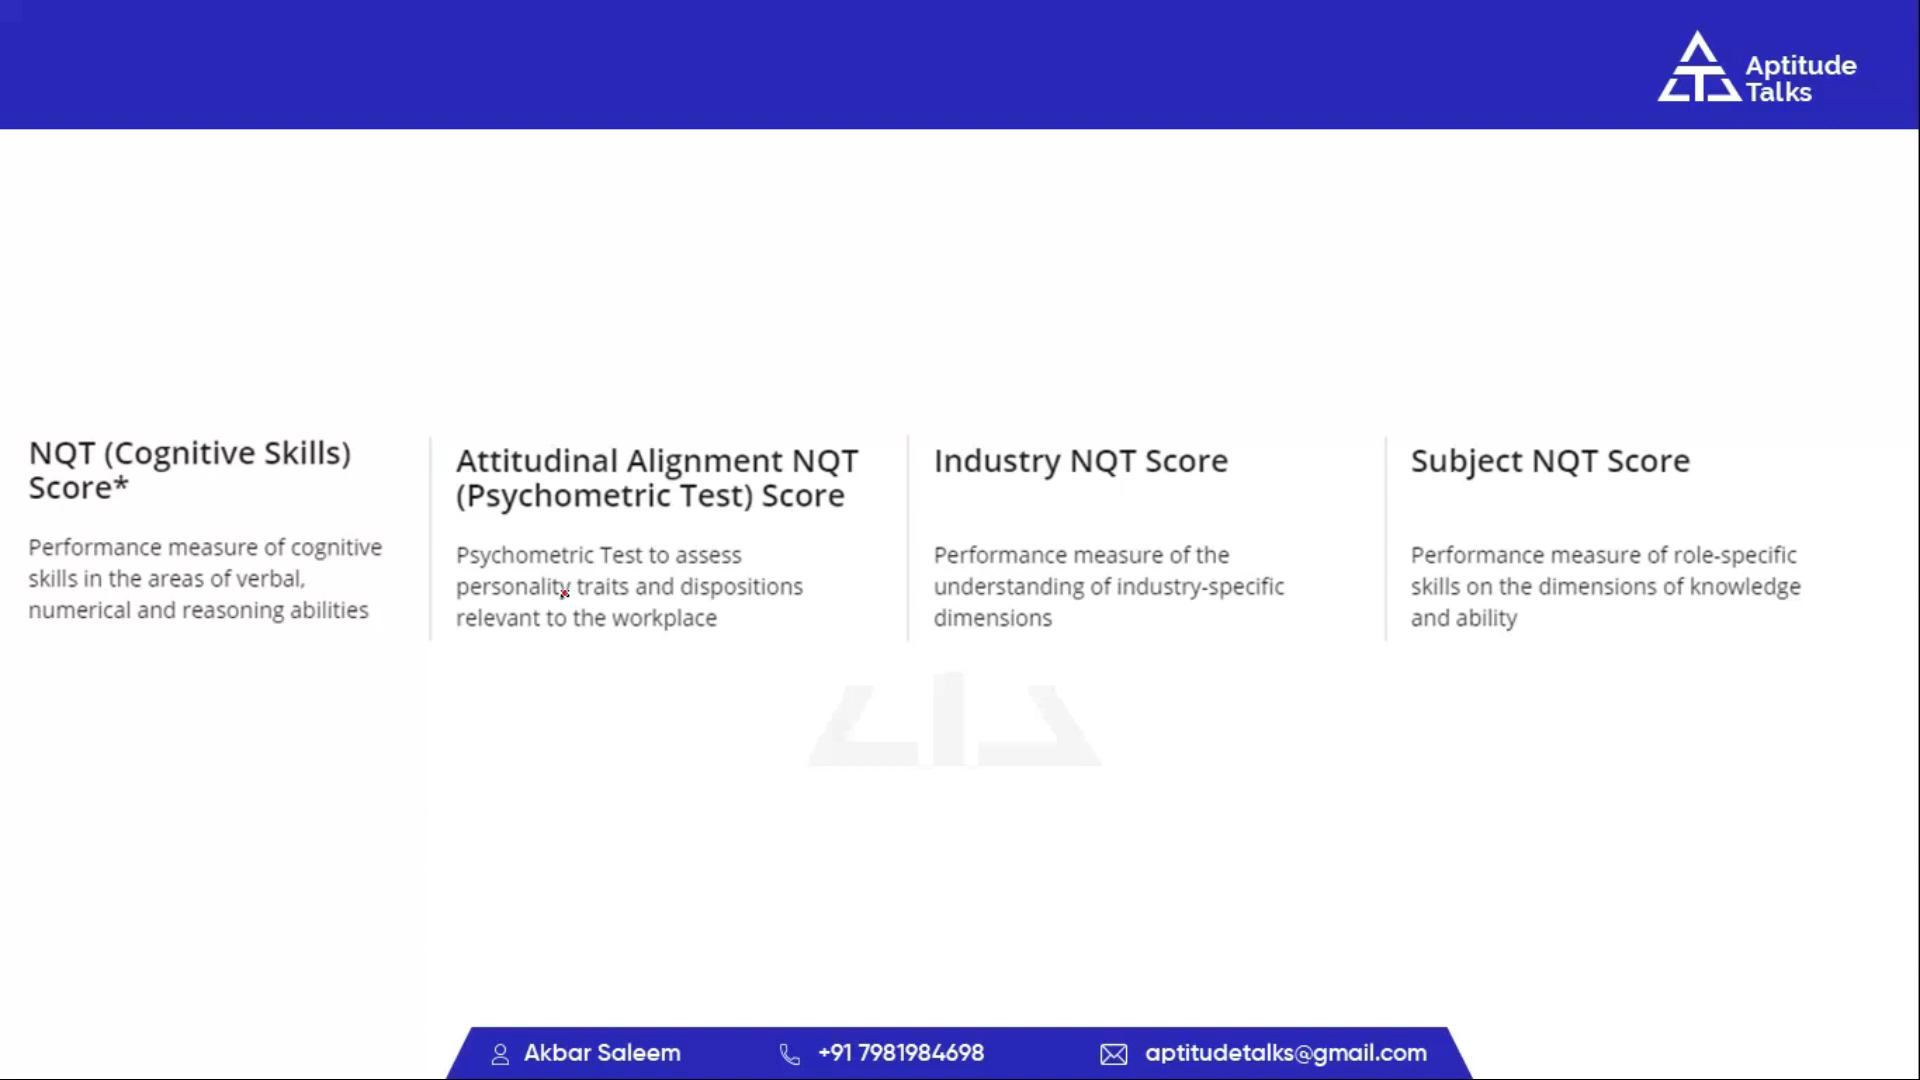 Aptitude
Talks
NQT (Cognitive Skills)
Score*
Performance measure of cognitive
skills in the areas of verbal,
numerical and reasoning abilities
Attitudinal Alignment NQT
(Psychometric Test) Score
Psychometric Test to assess
personality traits and dispositions
relevant to the workplace
Industry NQT Score
Performance measure of the
understanding of industry-specific
dimensions
Subject NQT Score
Performance measure of role-specific
skills on the dimensions of knowledge
and ability
Akbar Saleem
+91 7981984698
aptitudetalks@gmail.com